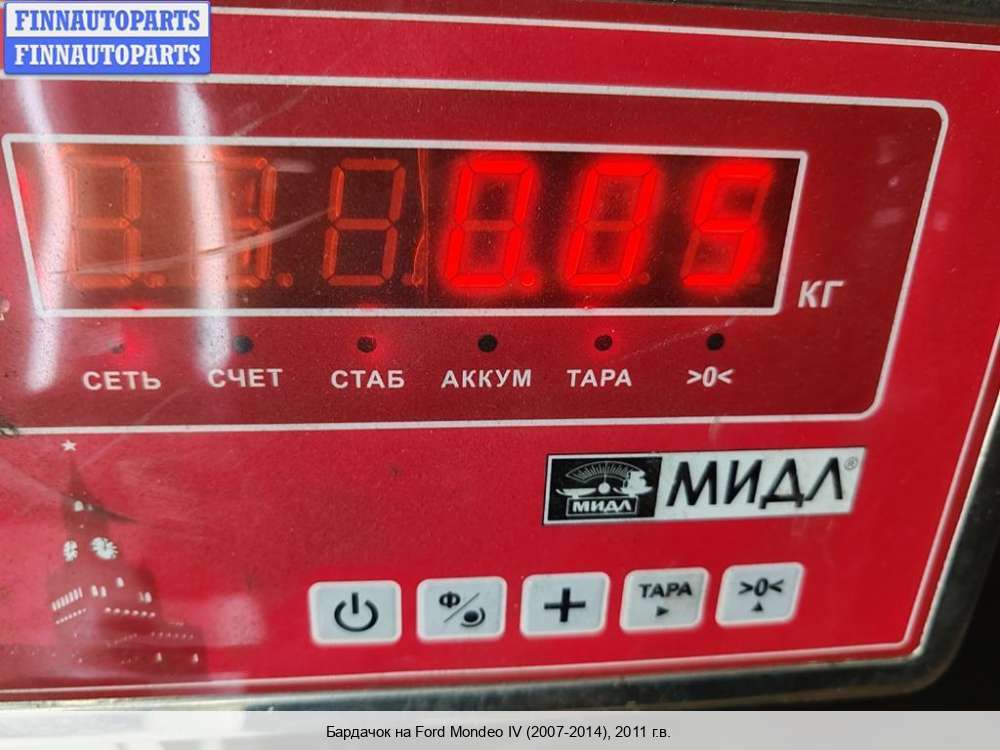 FINNAUTOPARTS
FINNAUTOPARTS
0.05
КГ
СЕТЬ СЧЕТ СТАБ АККУМ ТАРА >0<
МИДЛ МИДЛ®
Ф ТАРА >0<
Бардачок на Ford Mondeo IV (2007-2014), 2011 г.в.